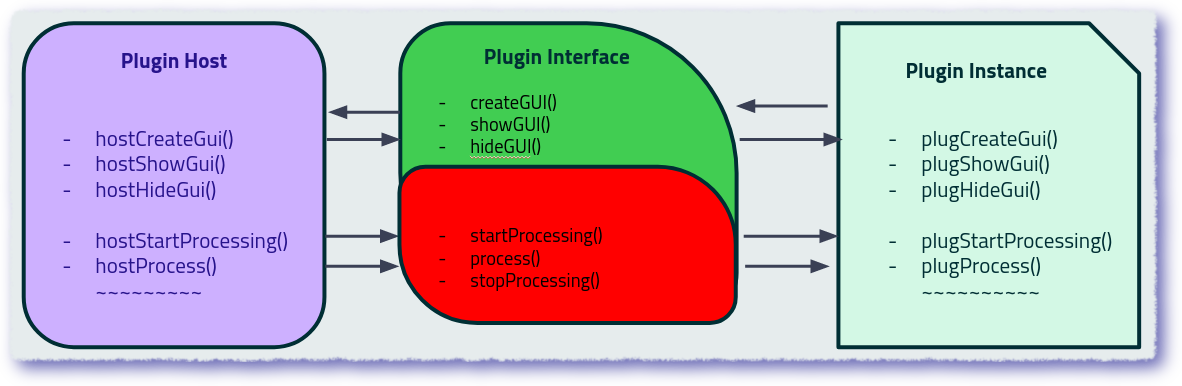 Plugin Host
- hostCreateGui()
- hostShowGui()
- hostHideGui()
- hostStartProcessing()
- hostProcess()
~~~~~~~~~
Plugin Interface
- createGUI()
- showGUI()
- hideGUI()
- startProcessing()
- process()
- stopProcessing()
Plugin Instance
- plugCreateGui()
- plugShowGui()
- plugHideGui()
- plugStartProcessing()
- plugProcess()
~~~~~~~~~~